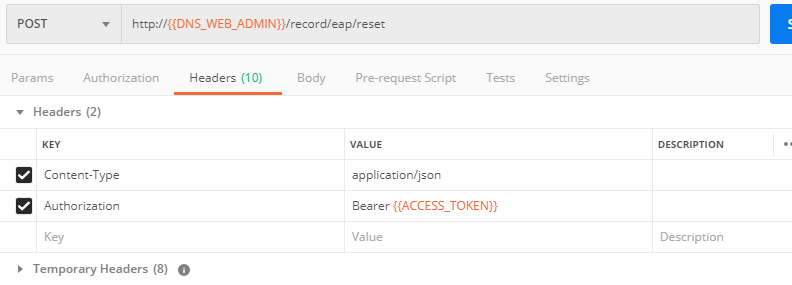 POST http://{{DNS_WEB_ADMIN}}/record/eap/reset
Params Authorization Headers (10) Body Pre-request Script Tests Settings
Headers (2)
KEY VALUE DESCRIPTION
Content-Type application/json
Authorization Bearer {{ACCESS_TOKEN}}
Key Value Description
Temporary Headers (8)